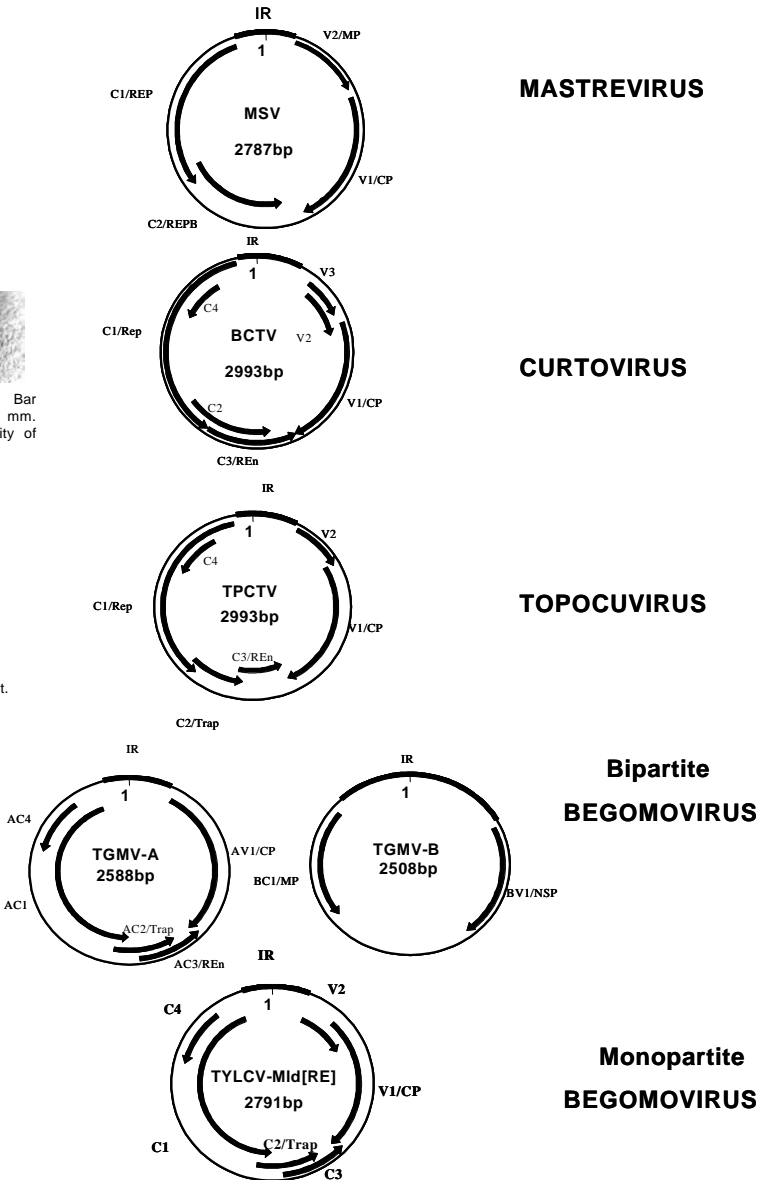 IR
1
V2/MP
C1/REP
MSV
2787bp
V1/CP
C2/REPB
MASTREVIRUS
IR
1
V3
C4
C1/Rep
BCTV
V2
2993bp
V1/CP
C2
C3/REn
CURTOVIRUS
Bar
mm.
ity of
IR
1
V2
C4
TPCTV
C1/Rep
2993bp
V1/CP
C3/REn
C2/Trap
TOPOCUVIRUS
t.
IR
1
AC4
TGMV-A
2588bp
AV1/CP
AC1
AC2/Trap
AC3/REn
IR
1
TGMV-B
2508bp
BC1/MP
BV1/NSP
Bipartite
BEGOMOVIRUS
IR
1
V2
C4
TYLCV-Mld[RE]
2791bp
V1/CP
C1
C2/Trap
C3
Monopartite
BEGOMOVIRUS